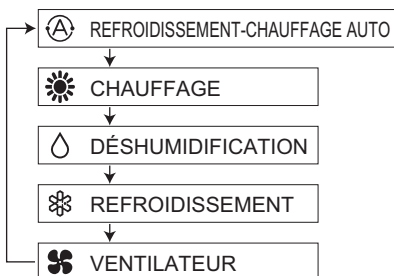 A REFROIDISSEMENT-CHAUFFAGE AUTO
CHAUFFAGE
DÉSHUMIDIFICATION
REFROIDISSEMENT
VENTILATEUR